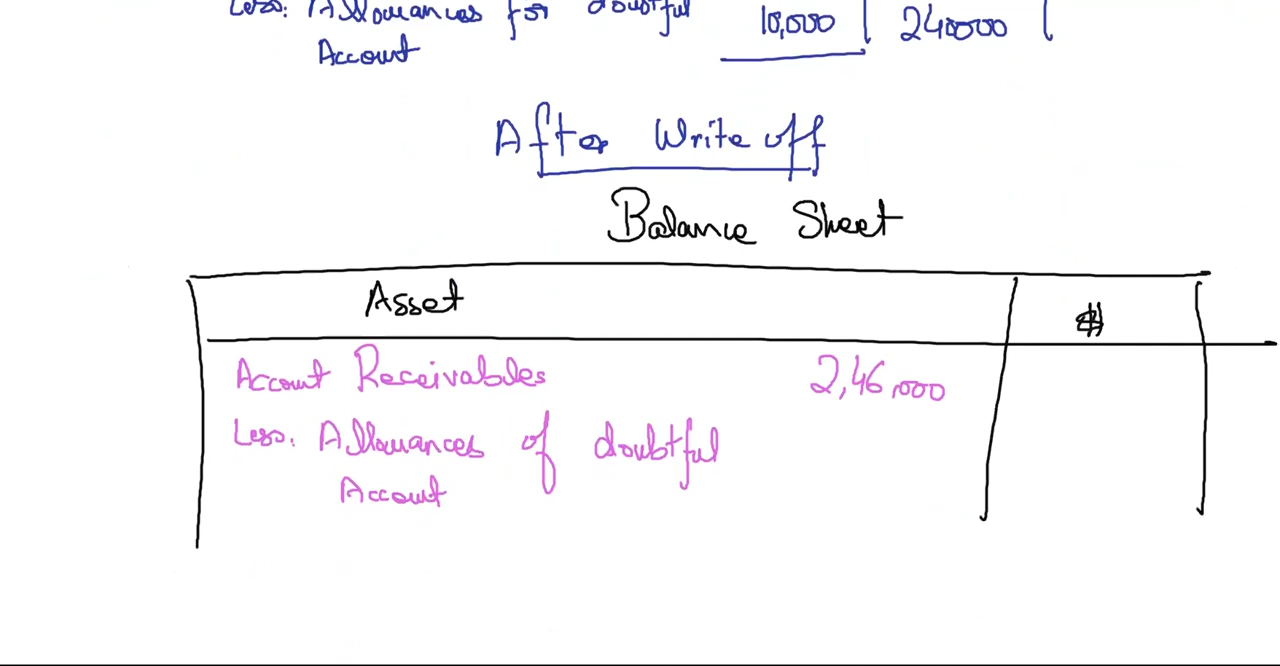 Less: Allowances for doubtful 10,000 240000
Account
After Write off
Balance Sheet
Asset $
Account Receivables 2,46,000
Less: Allowances of doubtful
Account